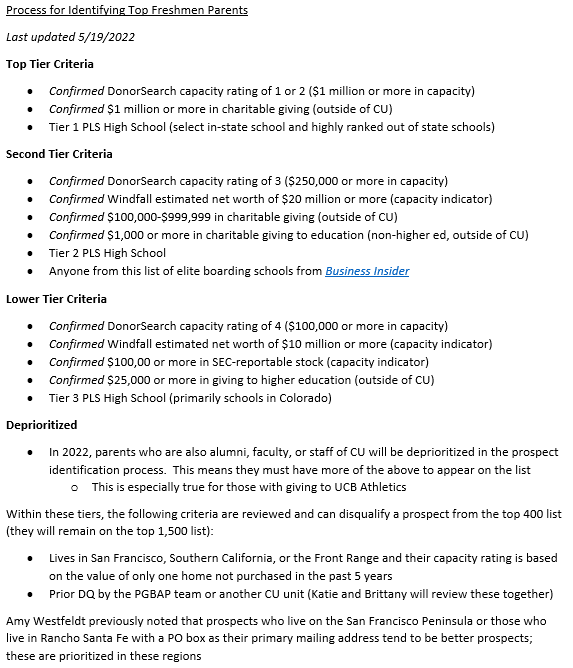 Process for Identifying Top Freshmen Parents
Last updated 5/19/2022
Top Tier Criteria
• Confirmed DonorSearch capacity rating of 1 or 2 ($1 million or more in capacity)
• Confirmed $1 million or more in charitable giving (outside of CU)
• Tier 1 PLS High School (select in-state school and highly ranked out of state schools)
Second Tier Criteria
• Confirmed DonorSearch capacity rating of 3 ($250,000 or more in capacity)
• Confirmed Windfall estimated net worth of $20 million or more (capacity indicator)
• Confirmed $100,000-$999,999 in charitable giving (outside of CU)
• Confirmed $1,000 or more in charitable giving to education (non-higher ed, outside of CU)
• Tier 2 PLS High School
• Anyone from this list of elite boarding schools from Business Insider
Lower Tier Criteria
• Confirmed DonorSearch capacity rating of 4 ($100,000 or more in capacity)
• Confirmed Windfall estimated net worth of $10 million or more (capacity indicator)
• Confirmed $100,00 or more in SEC-reportable stock (capacity indicator)
• Confirmed $25,000 or more in giving to higher education (outside of CU)
• Tier 3 PLS High School (primarily schools in Colorado)
Deprioritized
• In 2022, parents who are also alumni, faculty, or staff of CU will be deprioritized in the prospect
identification process. This means they must have more of the above to appear on the list
o This is especially true for those with giving to UCB Athletics
Within these tiers, the following criteria are reviewed and can disqualify a prospect from the top 400 list
(they will remain on the top 1,500 list):
• Lives in San Francisco, Southern California, or the Front Range and their capacity rating is based
on the value of only one home not purchased in the past 5 years
• Prior DQ by the PGBAP team or another CU unit (Katie and Brittany will review these together)
Amy Westfeldt previously noted that prospects who live on the San Francisco Peninsula or those who
live in Rancho Santa Fe with a PO box as their primary mailing address tend to be better prospects;
these are prioritized in these regions